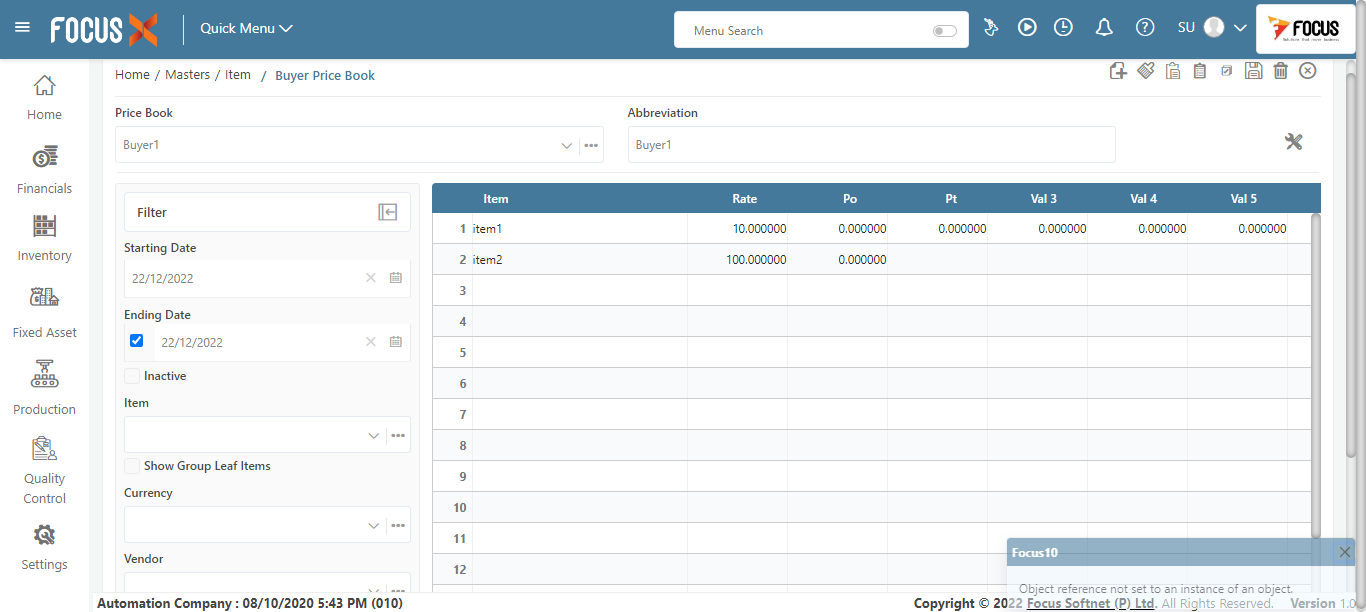 FOCUS X
Quick Menu
Menu Search
SU
FOCUS
Home / Masters / Item / Buyer Price Book
Home
Financials
Inventory
Fixed Asset
Production
Quality
Control
Settings
Price Book
Abbreviation
Buyer1
Buyer1
Filter
Starting Date
22/12/2022
Ending Date
22/12/2022
Inactive
Item
Show Group Leaf Items
Currency
Vendor
Item Rate Po Pt Val 3 Val 4 Val 5
1 item1 10.000000 0.000000 0.000000 0.000000 0.000000 0.000000
2 item2 100.000000 0.000000
3
4
5
6
7
8
9
10
11
12
Focus10
Object reference not set to an instance of an object.
Automation Company : 08/10/2020 5:43 PM (010)
Copyright © 2022 Focus Softnet (P) Ltd. All Rights Reserved. Version 1.0